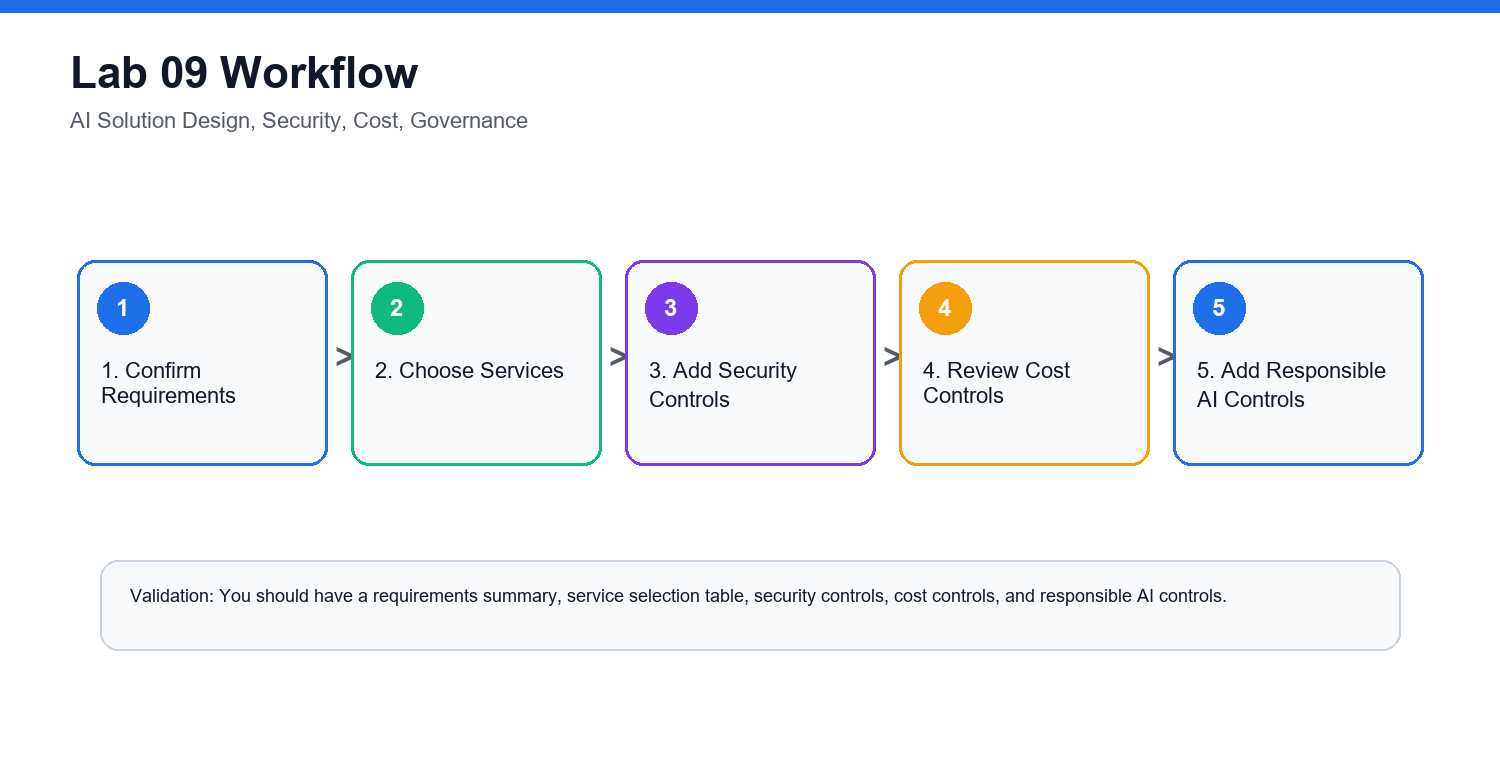 Lab 09 Workflow
AI Solution Design, Security, Cost, Governance
1
1. Confirm
Requirements
>
2
2. Choose Services
>
3
3. Add Security
Controls
>
4
4. Review Cost
Controls
>
5
5. Add Responsible
AI Controls
Validation: You should have a requirements summary, service selection table, security controls, cost controls, and responsible AI controls.